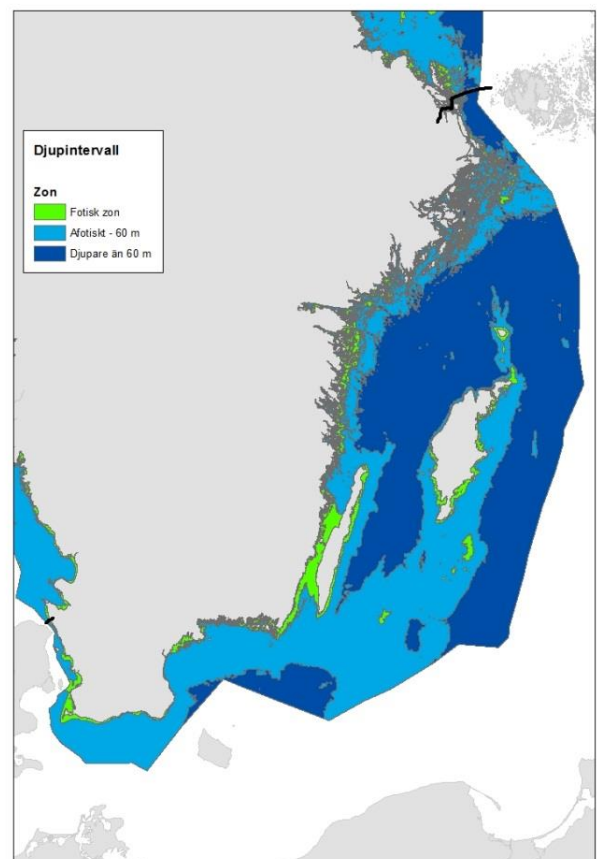 Djupintervall
Zon
Fotisk zon
Afotiskt - 60 m
Djupare än 60 m